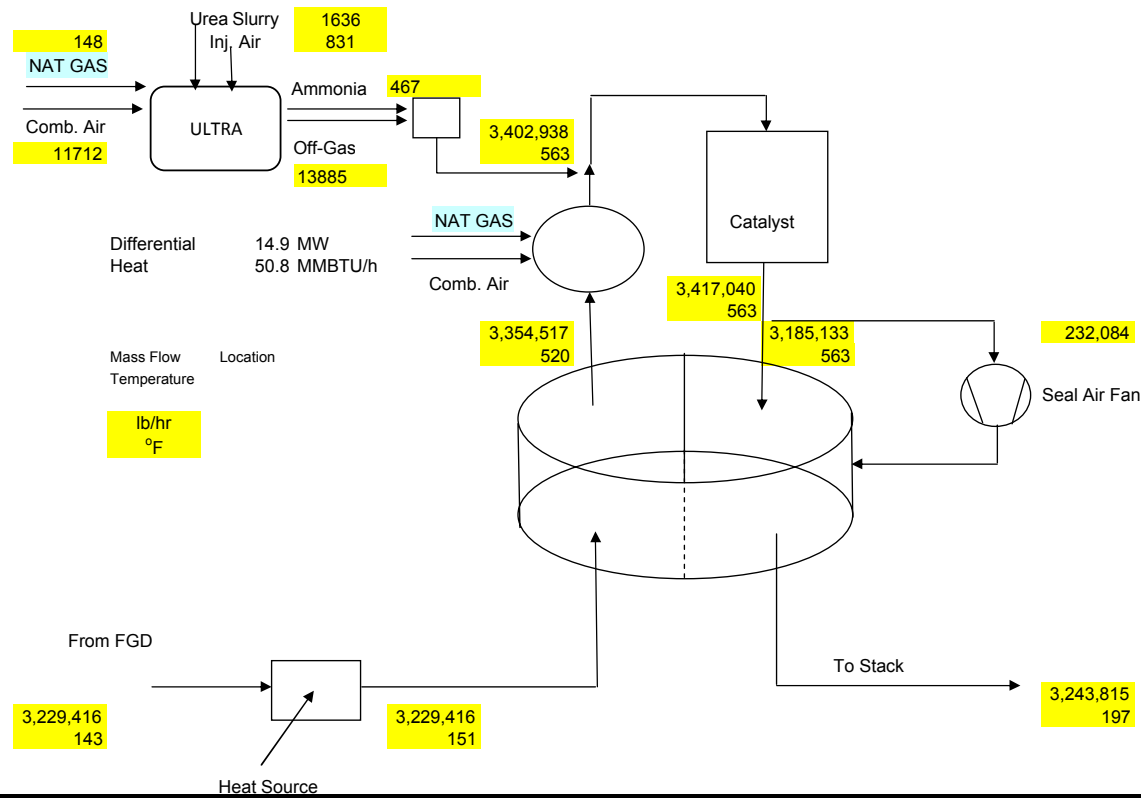 Urea Slurry 1636
148 Inj. Air 831
NAT GAS
Ammonia 467
Comb. Air ULTRA
11712 Off-Gas
13885
3,402,938
563
Catalyst
NAT GAS
Differential 14.9 MW
Heat 50.8 MMBTU/h
Comb. Air
3,417,040
563
3,354,517 3,185,133 232,084
520 563
Mass Flow Location
Temperature
Seal Air Fan
lb/hr
oF
From FGD
To Stack
3,229,416 3,229,416 3,243,815
143 151 197
Heat Source